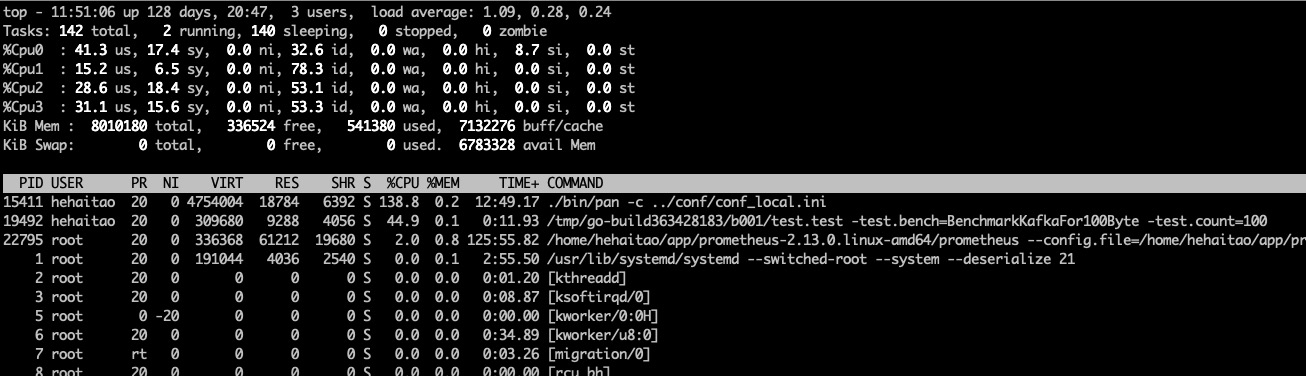 top - 11:51:06 up 128 days, 20:47,  3 users,  load average: 1.09, 0.28, 0.24
Tasks: 142 total,   2 running, 140 sleeping,   0 stopped,   0 zombie
%Cpu0  : 41.3 us, 17.4 sy,  0.0 ni, 32.6 id,  0.0 wa,  0.0 hi,  8.7 si,  0.0 st
%Cpu1  : 15.2 us,  6.5 sy,  0.0 ni, 78.3 id,  0.0 wa,  0.0 hi,  0.0 si,  0.0 st
%Cpu2  : 28.6 us, 18.4 sy,  0.0 ni, 53.1 id,  0.0 wa,  0.0 hi,  0.0 si,  0.0 st
%Cpu3  : 31.1 us, 15.6 sy,  0.0 ni, 53.3 id,  0.0 wa,  0.0 hi,  0.0 si,  0.0 st
KiB Mem :  8010180 total,   336524 free,   541380 used,  7132276 buff/cache
KiB Swap:        0 total,        0 free,        0 used.  6783328 avail Mem
  PID USER      PR  NI    VIRT    RES    SHR S  %CPU %MEM     TIME+ COMMAND
15411 hehaitao  20   0 4754004  18784   6392 S 138.8  0.2  12:49.17 ./bin/pan -c ../conf/conf_local.ini
19492 hehaitao  20   0  309680   9288   4056 S  44.9  0.1   0:11.93 /tmp/go-build363428183/b001/test.test -test.bench=BenchmarkKafkaFor100Byte -test.count=100
22795 root      20   0  336368  61212  19680 S   2.0  0.8 125:55.82 /home/hehaitao/app/prometheus-2.13.0.linux-amd64/prometheus --config.file=/home/hehaitao/app/pr
    1 root      20   0  191044   4036   2540 S   0.0  0.1   2:55.50 /usr/lib/systemd/systemd --switched-root --system --deserialize 21
    2 root      20   0       0      0      0 S   0.0  0.0   0:01.20 [kthreadd]
    3 root      20   0       0      0      0 S   0.0  0.0   0:08.87 [ksoftirqd/0]
    5 root       0 -20       0      0      0 S   0.0  0.0   0:00.00 [kworker/0:0H]
    6 root      20   0       0      0      0 S   0.0  0.0   0:34.89 [kworker/u8:0]
    7 root      rt   0       0      0      0 S   0.0  0.0   0:03.26 [migration/0]
    8 root      20   0       0      0      0 S   0.0  0.0   0:00.00 [rcu_bh]